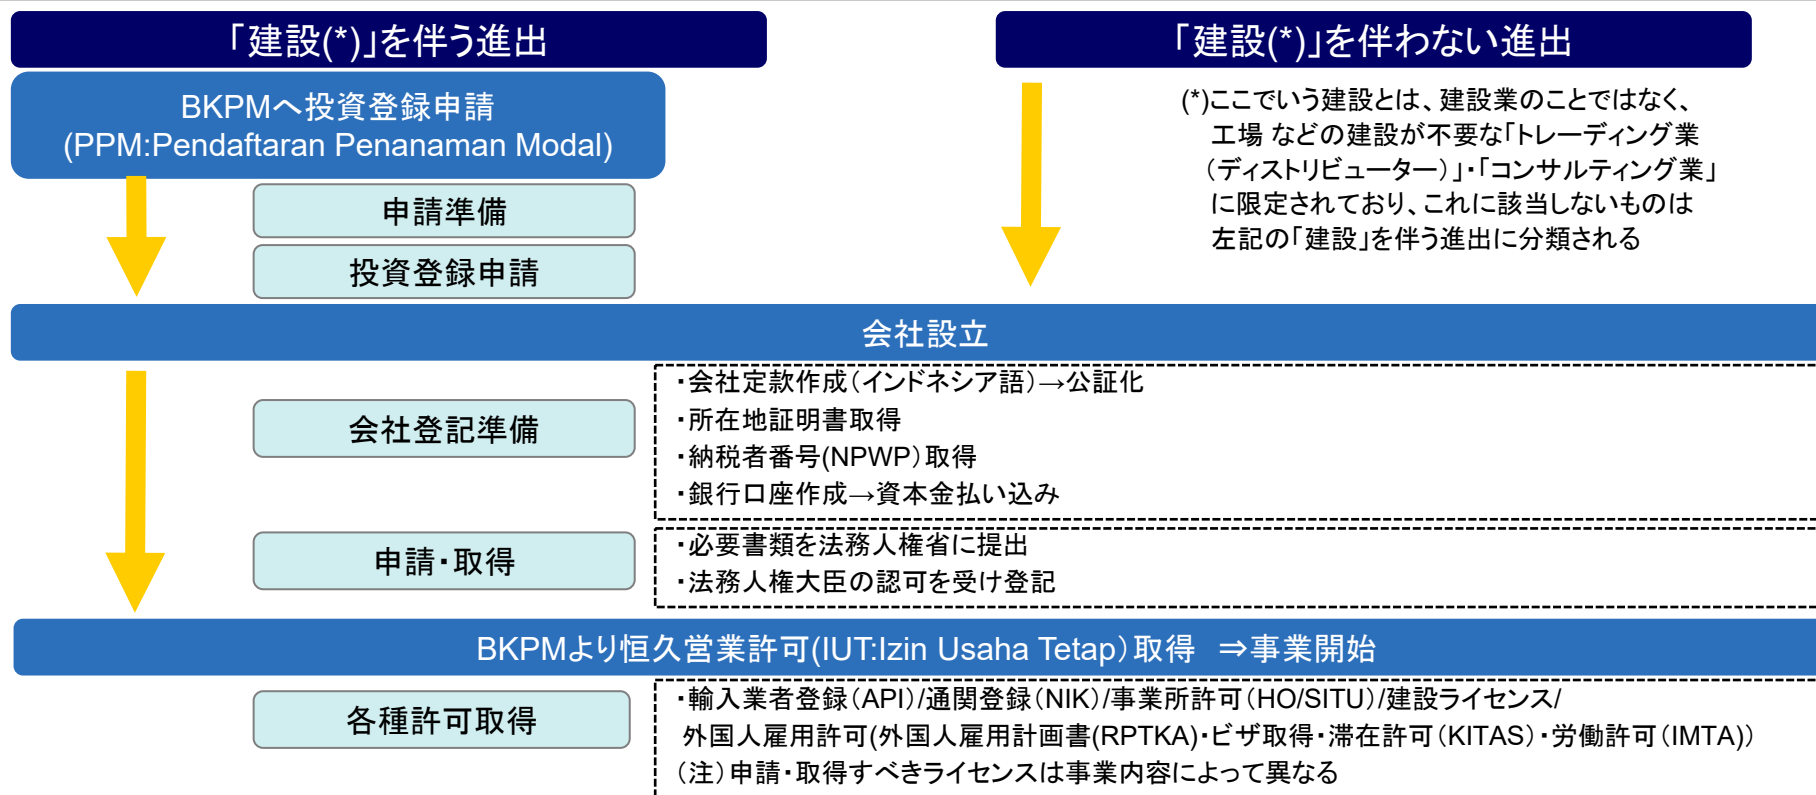 「建設(*)」を伴う進出
「建設(*)」を伴わない進出
BKPMへ投資登録申請
(PPM:Pendaftaran Penanaman Modal)
(*)ここでいう建設とは、建設業のことではなく、
工場 などの建設が不要な「トレーディング業
（ディストリビューター）」・「コンサルティング業」
に限定されており、これに該当しないものは
左記の「建設」を伴う進出に分類される
申請準備
投資登録申請
会社設立
会社登記準備
・会社定款作成（インドネシア語）→公証化
・所在地証明書取得
・納税者番号(NPWP）取得
・銀行口座作成→資本金払い込み
申請・取得
・必要書類を法務人権省に提出
・法務人権大臣の認可を受け登記
BKPMより恒久営業許可(IUT:Izin Usaha Tetap）取得 ⇒事業開始
各種許可取得
・輸入業者登録（API）/通関登録（NIK）/事業所許可（HO/SITU）/建設ライセンス/
外国人雇用許可(外国人雇用計画書(RPTKA)・ビザ取得・滞在許可（KITAS）・労働許可（IMTA)）
（注）申請・取得すべきライセンスは事業内容によって異なる